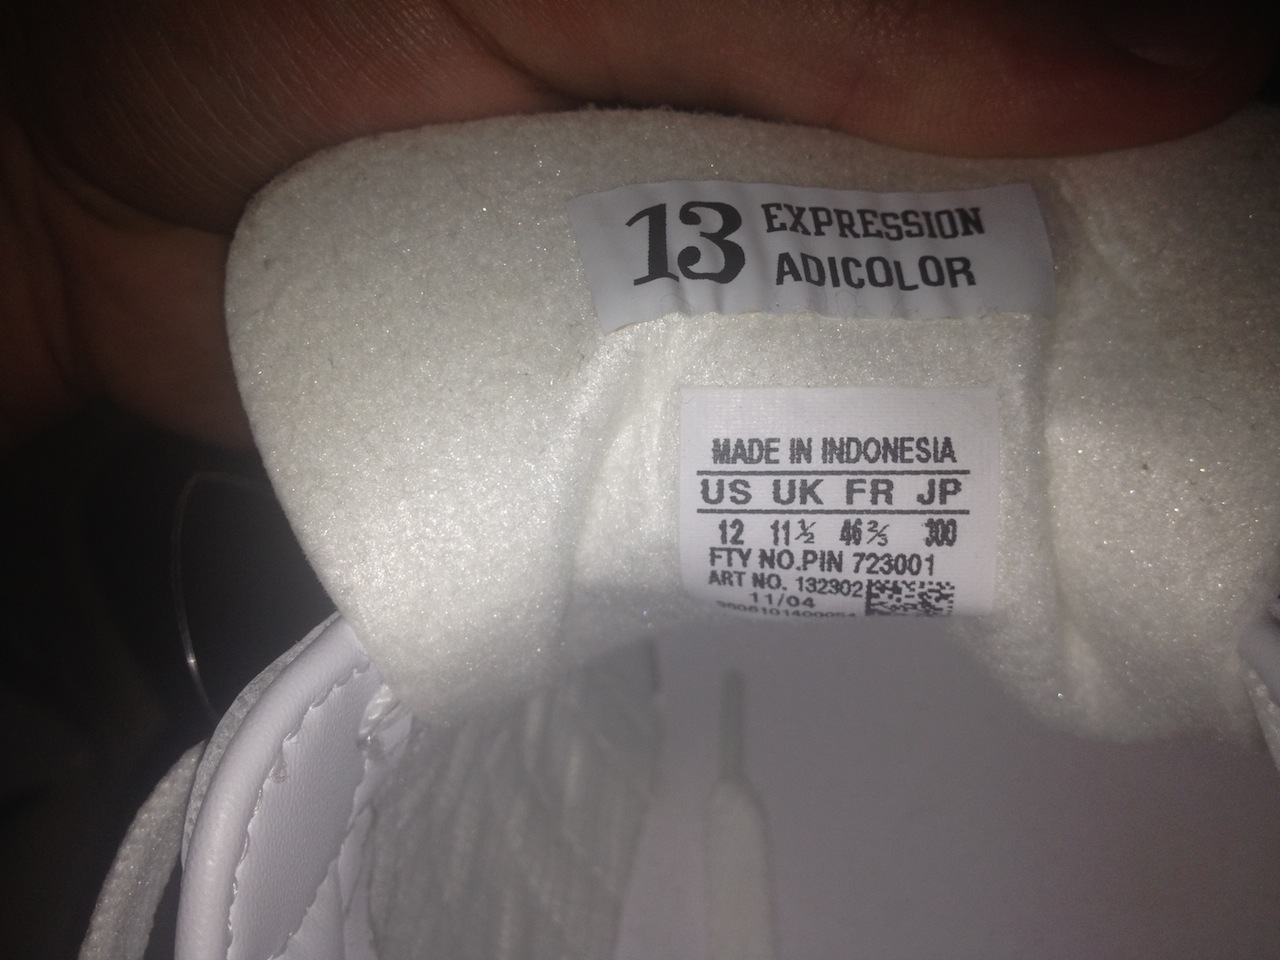 13 EXPRESSION
ADICOLOR
MADE IN INDONESIA
US UK FR JP
12 11½ 46⅔ 300
FTY NO.PIN 723001
ART NO. 132302
11/04